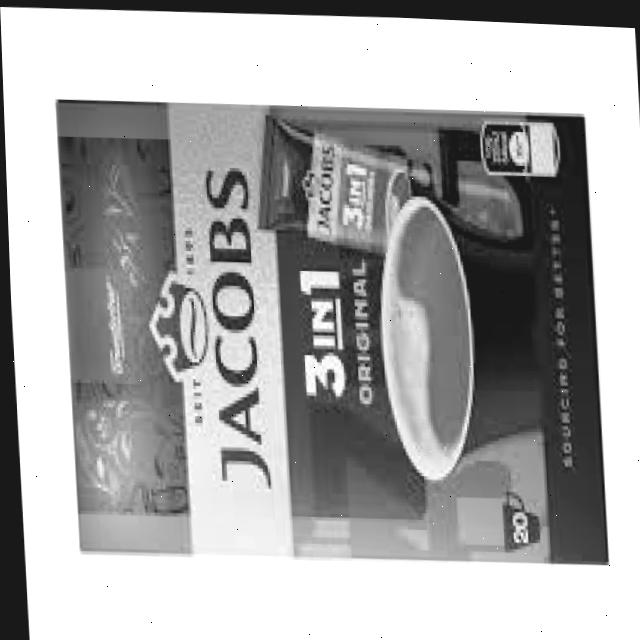 SEIT 1895
JACOBS
3IN1
ORIGINAL
JACOBS
3IN1
20
SOURCING FOR BETTER+